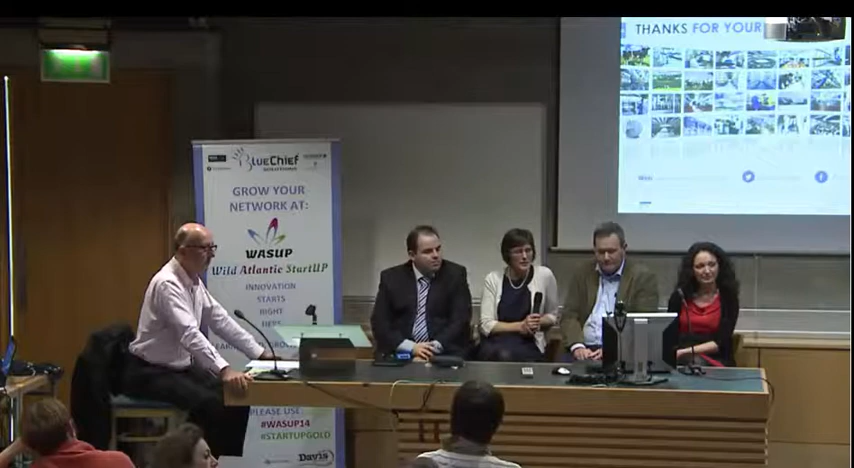 BLUECHIEF
GROW YOUR
NETWORK AT:
WASUP
Wild Atlantic StartUP
INNOVATION
STARTS
RIGHT
HERE
PLEASE USE
#WASUP14
#STARTUPGOLD
Davis
THANKS FOR YOUR